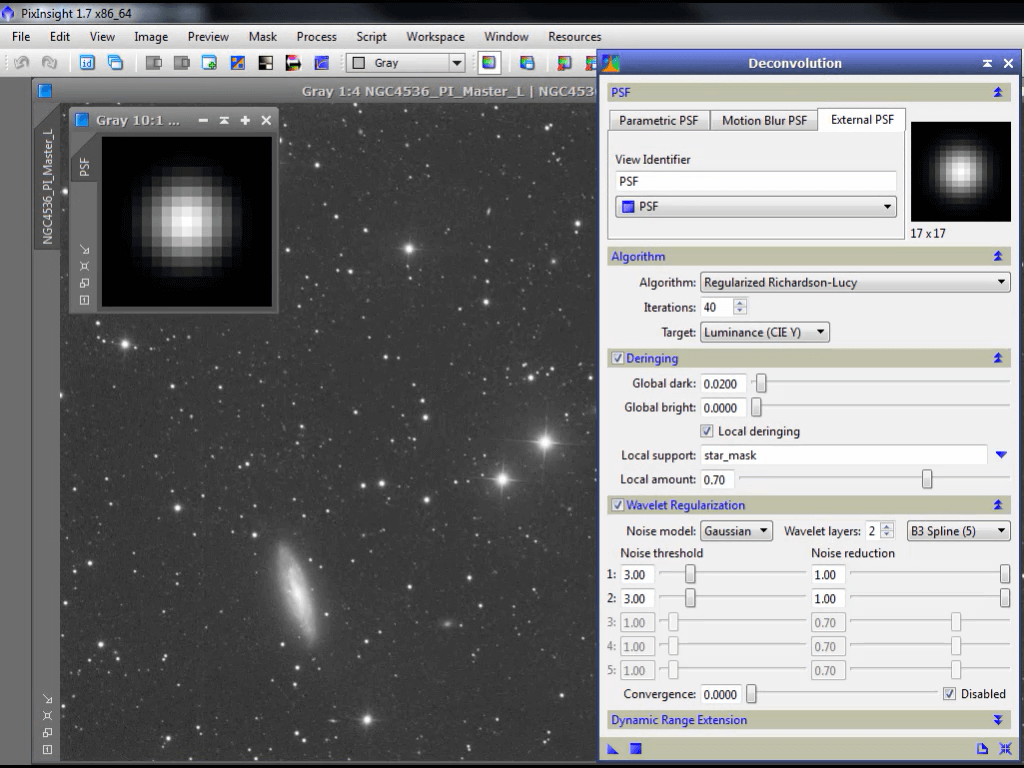 PixInsight 1.7 x86_64
File Edit View Image Preview Mask Process Script Workspace Window Resources
Gray
Gray 1:4 NGC4536_PI_Master_L | NGC453
NGC4536_PI_Master_L
Gray 10:1 ...
PSF
Deconvolution
PSF
Parametric PSF Motion Blur PSF External PSF
View Identifier
PSF
PSF
17 x 17
Algorithm
Algorithm: Regularized Richardson-Lucy
Iterations: 40
Target: Luminance (CIE Y)
Deringing
Global dark: 0.0200
Global bright: 0.0000
Local deringing
Local support: star_mask
Local amount: 0.70
Wavelet Regularization
Noise model: Gaussian Wavelet layers: 2 B3 Spline (5)
Noise threshold Noise reduction
1: 3.00 1.00
2: 3.00 1.00
3: 1.00 0.70
4: 1.00 0.70
5: 1.00 0.70
Convergence: 0.0000 Disabled
Dynamic Range Extension